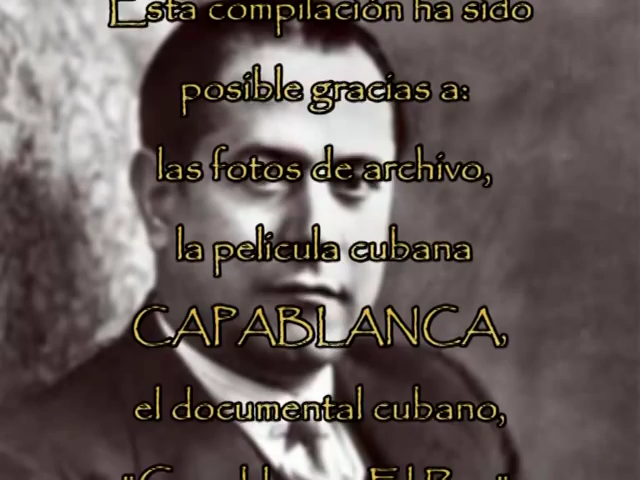 Esta compilación ha sido
posible gracias a:
las fotos de archivo,
la película cubana
CAPABLANCA,
el documental cubano,